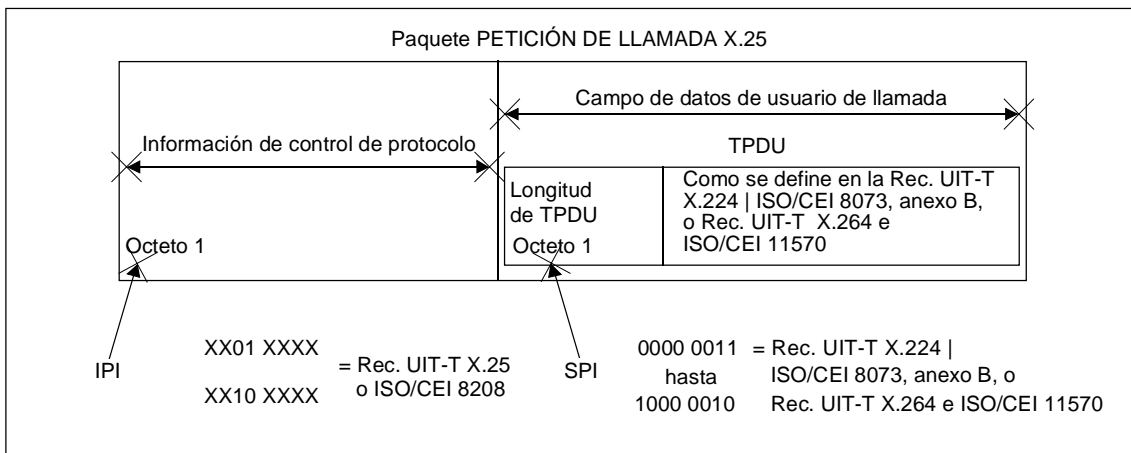 Paquete PETICIÓN DE LLAMADA X.25
Campo de datos de usuario de llamada
Información de control de protocolo
TPDU
Longitud
de TPDU
Octeto 1
Como se define en la Rec. UIT-T
X.224 | ISO/CEI 8073, anexo B,
o Rec. UIT-T X.264 e
ISO/CEI 11570
Octeto 1
IPI
XX01 XXXX
XX10 XXXX
= Rec. UIT-T X.25
o ISO/CEI 8208
SPI
0000 0011 = Rec. UIT-T X.224 |
hasta ISO/CEI 8073, anexo B, o
1000 0010 Rec. UIT-T X.264 e ISO/CEI 11570